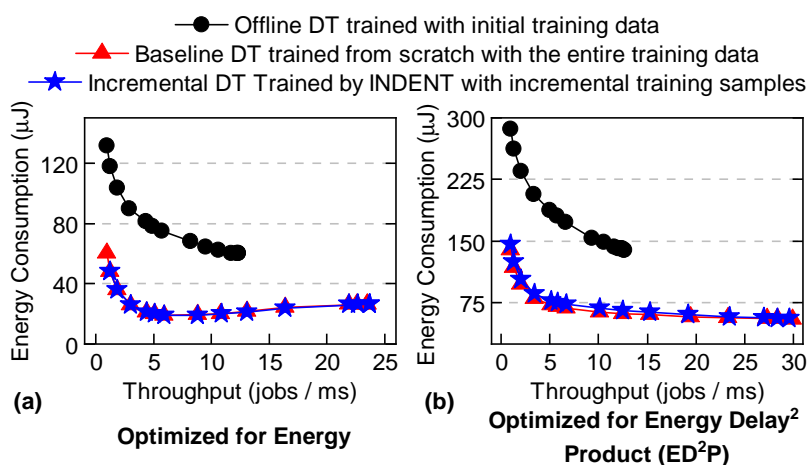 Offline DT trained with initial training data
Baseline DT trained from scratch with the entire training data
Incremental DT Trained by INDENT with incremental training samples
Energy Consumption (μJ)
120
80
40
0
0 5 10 15 20 25
Throughput (jobs / ms)
(a)
Optimized for Energy
Energy Consumption (μJ)
300
225
150
75
0 5 10 15 20 25 30
Throughput (jobs / ms)
(b)
Optimized for Energy Delay²
Product (ED²P)